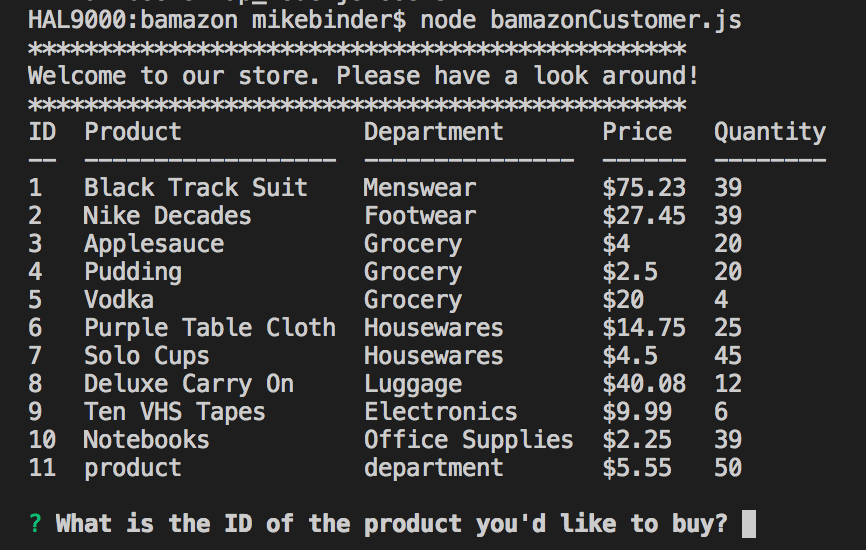 HAL9000:bamazon mikebinder$ node bamazonCustomer.js
***********************************************
Welcome to our store. Please have a look around!
***********************************************
ID  Product             Department       Price   Quantity
--  ------------------  ---------------  ------  --------
1   Black Track Suit    Menswear         $75.23  39
2   Nike Decades        Footwear         $27.45  39
3   Applesauce          Grocery          $4      20
4   Pudding             Grocery          $2.5    20
5   Vodka               Grocery          $20     4
6   Purple Table Cloth  Housewares       $14.75  25
7   Solo Cups           Housewares       $4.5    45
8   Deluxe Carry On     Luggage          $40.08  12
9   Ten VHS Tapes       Electronics      $9.99   6
10  Notebooks           Office Supplies  $2.25   39
11  product             department       $5.55   50
? What is the ID of the product you'd like to buy?